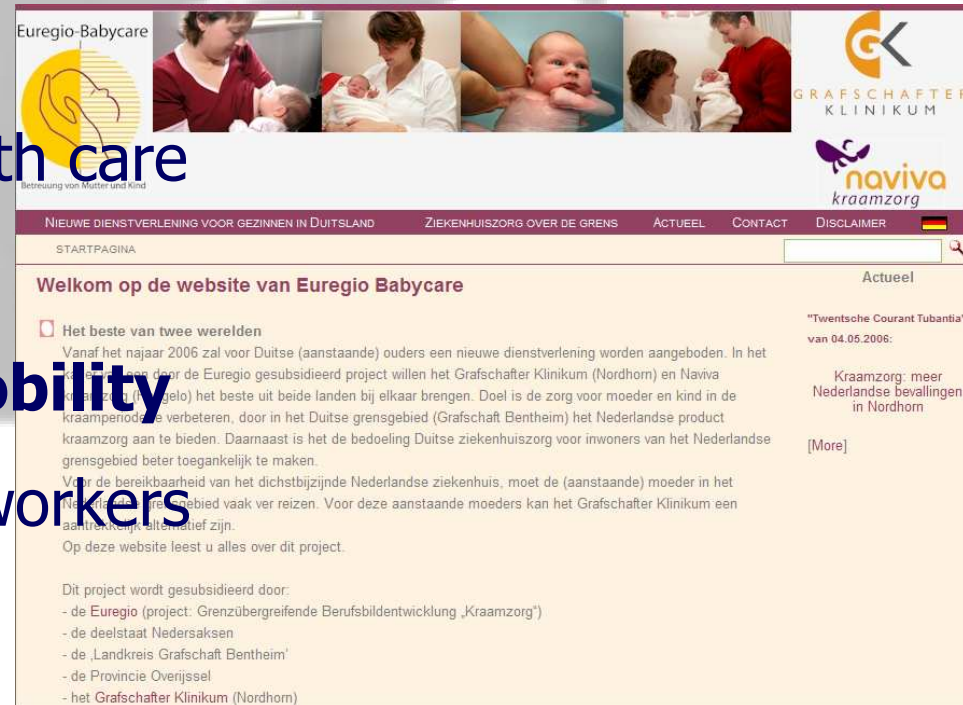 Euregio-Babycare
Betreuung von Mutter und Kind
GRAFSCHAFTER
KLINIKUM
naviva
kraamzorg
th care
NIEUWE DIENSTVERLENING VOOR GEZINNEN IN DUITSLAND ZIEKENHUISZORG OVER DE GRENS ACTUEEL CONTACT DISCLAIMER
STARTPAGINA
Welkom op de website van Euregio Babycare
Het beste van twee werelden
Vanaf het najaar 2006 zal voor Duitse (aanstaande) ouders een nieuwe dienstverlening worden aangeboden. In het
een door de Euregio gesubsidieerd project willen het Grafschafter Klinikum (Nordhorn) en Naviva
het beste uit beide landen bij elkaar brengen. Doel is de zorg voor moeder en kind in de
kraamperiode te verbeteren, door in het Duitse grensgebied (Grafschaft Bentheim) het Nederlandse product
kraamzorg aan te bieden. Daarnaast is het de bedoeling Duitse ziekenhuiszorg voor inwoners van het Nederlandse
grensgebied beter toegankelijk te maken.
Voor de bereikbaarheid van het dichstbijzijnde Nederlandse ziekenhuis, moet de (aanstaande) moeder in het
grensgebied vaak ver reizen. Voor deze aanstaande moeders kan het Grafschafter Klinikum een
aantrekkelijk alternatief zijn.
Op deze website leest u alles over dit project.
Dit project wordt gesubsidieerd door:
- de Euregio (project: Grenzübergreifende Berufsbildentwicklung „Kraamzorg“)
- de deelstaat Nedersaksen
- de ‚Landkreis Grafschaft Bentheim'
- de Provincie Overijssel
- het Grafschafter Klinikum (Nordhorn)
bility
workers
Actueel
"Twentsche Courant Tubantia"
van 04.05.2006:
Kraamzorg: meer
Nederlandse bevallingen
in Nordhorn
[More]